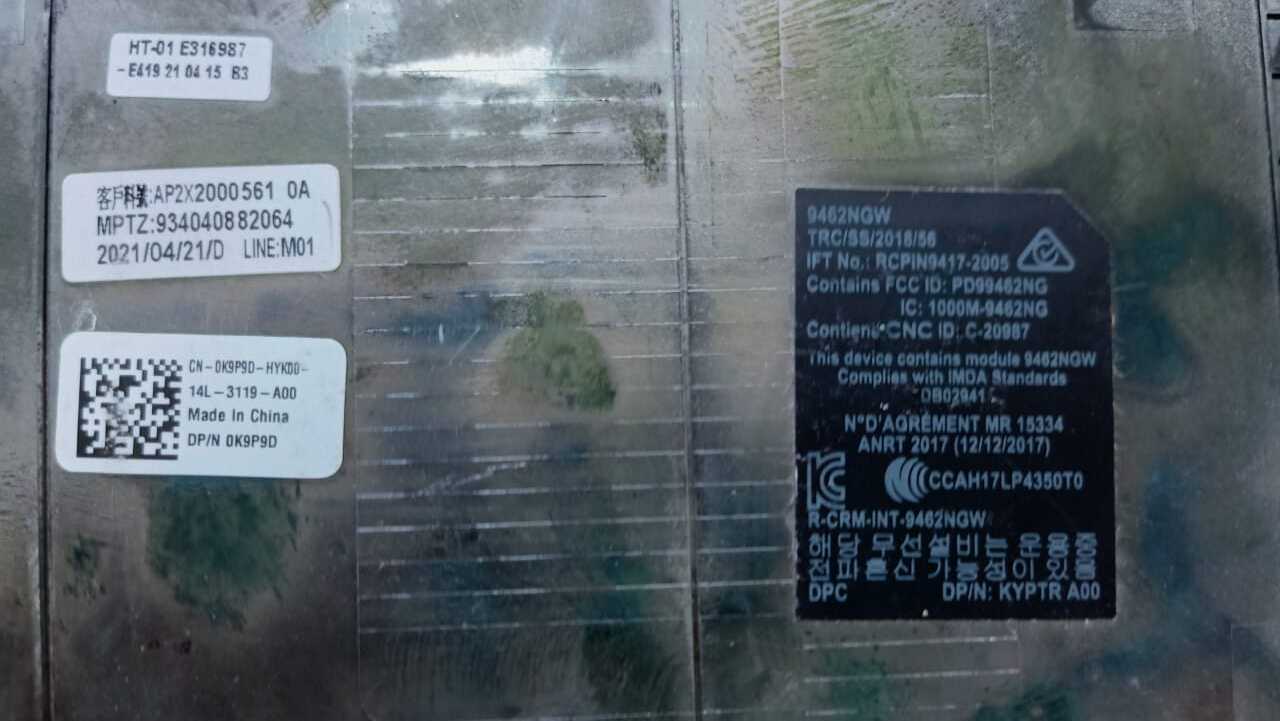 HT-01 E316987
-E419 21 04 15 B3
客戶料號:AP2X2000561 0A
MPTZ:934040882064
2021/04/21/D LINE:M01
CN-0K9P9D-HYK00-
14L-3119-A00
Made In China
DP/N 0K9P9D
9462NGW
TRC/SS/2018/56
IFT No.: RCPIN9417-2005
Contains FCC ID: PD99462NG
IC: 1000M-9462NG
Contiene CNC ID: C-20987
This device contains module 9462NGW
Complies with IMDA Standards
DB02941
N°D'AGRÉMENT MR 15334
ANRT 2017 (12/12/2017)
CCAH17LP4350T0
R-CRM-INT-9462NGW
해당 무선설비는 운용중
전파혼신 가능성이 있음
DPC DP/N: KYPTR A00